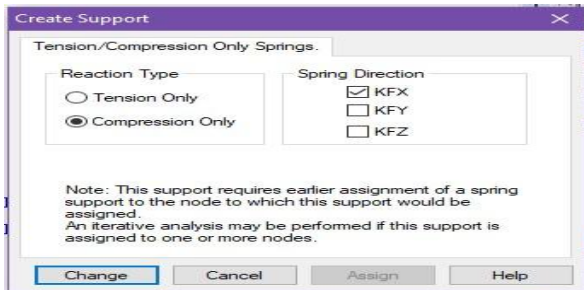 Create Support
Tension/Compression Only Springs.
Reaction Type
Tension Only
Compression Only
Spring Direction
KFX
KFY
KFZ
Note: This support requires earlier assignment of a spring
support to the node to which this support would be
assigned.
An iterative analysis may be performed if this support is
assigned to one or more nodes.
Change Cancel Assign Help